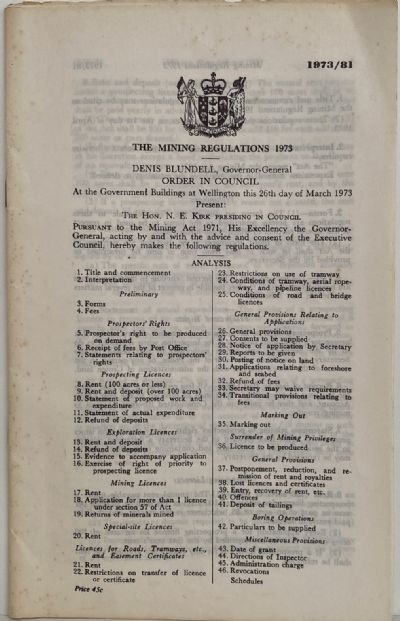 1973/81
THE MINING REGULATIONS 1973
DENIS BLUNDELL, Governor-General
ORDER IN COUNCIL
At the Government Buildings at Wellington this 26th day of March 1973
Present:
THE HON. N. E. KIRK PRESIDING IN COUNCIL
PURSUANT to the Mining Act 1971, His Excellency the Governor-
General, acting by and with the advice and consent of the Executive
Council, hereby makes the following regulations.
ANALYSIS
1. Title and commencement
2. Interpretation
Preliminary
3. Forms
4. Fees
Prospectors' Rights
5. Prospector's right to be produced
on demand
6. Receipt of fees by Post Office
7. Statements relating to prospectors'
rights
Prospecting Licences
8. Rent (100 acres or less)
9. Rent and deposit (over 100 acres)
10. Statement of proposed work and
expenditure
11. Statement of actual expenditure
12. Refund of deposits
Exploration Licences
13. Rent and deposit
14. Refund of deposit
15. Evidence to accompany application
16. Exercise of right of priority to
prospecting licence
Mining Licences
17. Rent
18. Application for more than 1 licence
under section 57 of Act
19. Returns of minerals mined
Special-site Licences
20. Rent
Licences for Roads, Tramways, etc.,
and Easement Certificates
21. Rent
22. Restrictions on transfer of licence
or certificate
23. Restrictions on use of tramway
24. Conditions of tramway, aerial rope-
way, and pipeline licences
25. Conditions of road and bridge
licences
General Provisions Relating to
Applications
26. General provisions
27. Consents to be supplied
28. Notice of application by Secretary
29. Reports to be given
30. Posting of notice on land
31. Applications relating to foreshore
and seabed
32. Refund of fees
33. Secretary may waive requirements
34. Transitional provisions relating to
fees
Marking Out
35. Marking out
Surrender of Mining Privileges
36. Licence to be produced
General Provisions
37. Postponement, reduction, and re-
mission of rent and royalties
38. Lost licences and certificates
39. Entry, recovery of rent, etc.
40. Offences
41. Deposit of tailings
Boring Operations
42. Particulars to be supplied
Miscellaneous Provisions
43. Date of grant
44. Directions of Inspector
45. Administration charge
46. Revocations
Schedules
Price 45c